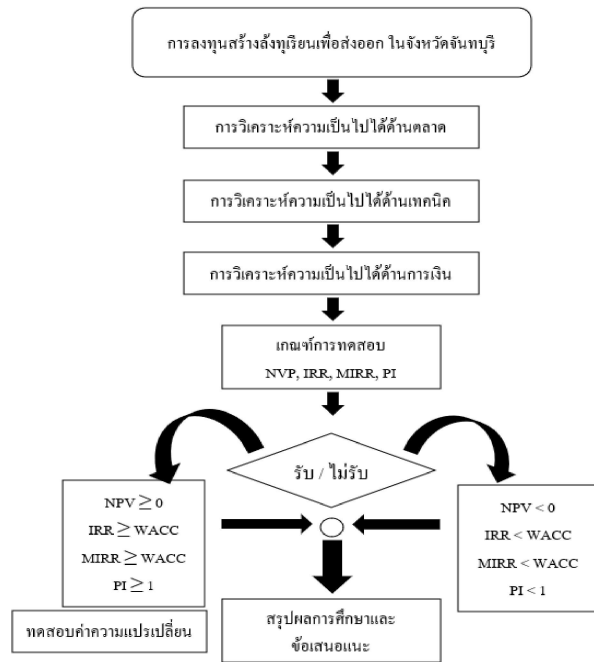 การลงทุนสร้างล้งทุเรียนเพื่อส่งออก ในจังหวัดจันทบุรี
การวิเคราะห์ความเป็นไปได้ด้านตลาด
การวิเคราะห์ความเป็นไปได้ด้านเทคนิค
การวิเคราะห์ความเป็นไปได้ด้านการเงิน
เกณฑ์การทดสอบ
NVP, IRR, MIRR, PI
รับ / ไม่รับ
NPV ≥ 0
IRR ≥ WACC
MIRR ≥ WACC
PI ≥ 1
ทดสอบค่าความแปรเปลี่ยน
NPV < 0
IRR < WACC
MIRR < WACC
PI < 1
สรุปผลการศึกษาและ
ข้อเสนอแนะ